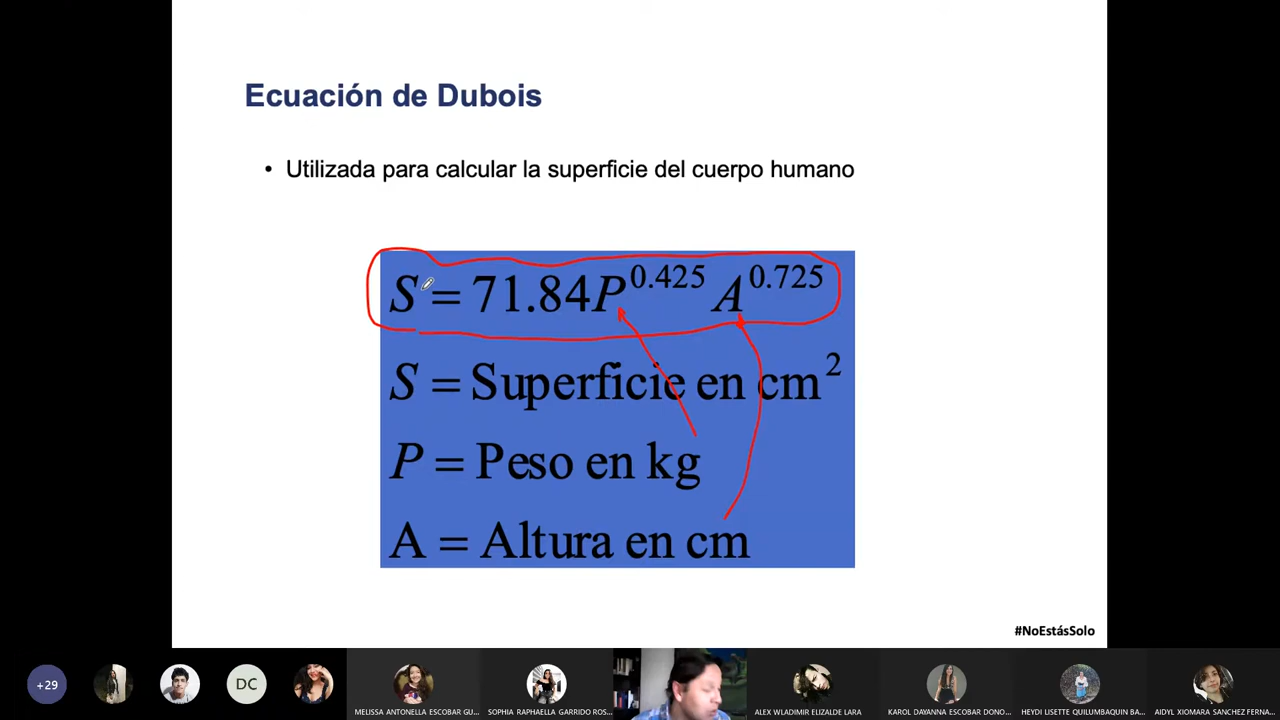 Ecuación de Dubois
• Utilizada para calcular la superficie del cuerpo humano
S = 71.84P^0.425 A^0.725
S = Superficie en cm²
P = Peso en kg
A = Altura en cm
#NoEstásSolo
+29
DC
MELISSA ANTONELLA ESCOBAR GU...
SOPHIA RAPHAELLA GARRIDO ROS...
ALEX WLADIMIR ELIZALDE LARA
KAROL DAYANNA ESCOBAR DONO...
HEYDI LISETTE QUILUMBAQUIN BA...
AIDYL XIOMARA SANCHEZ FERNA...